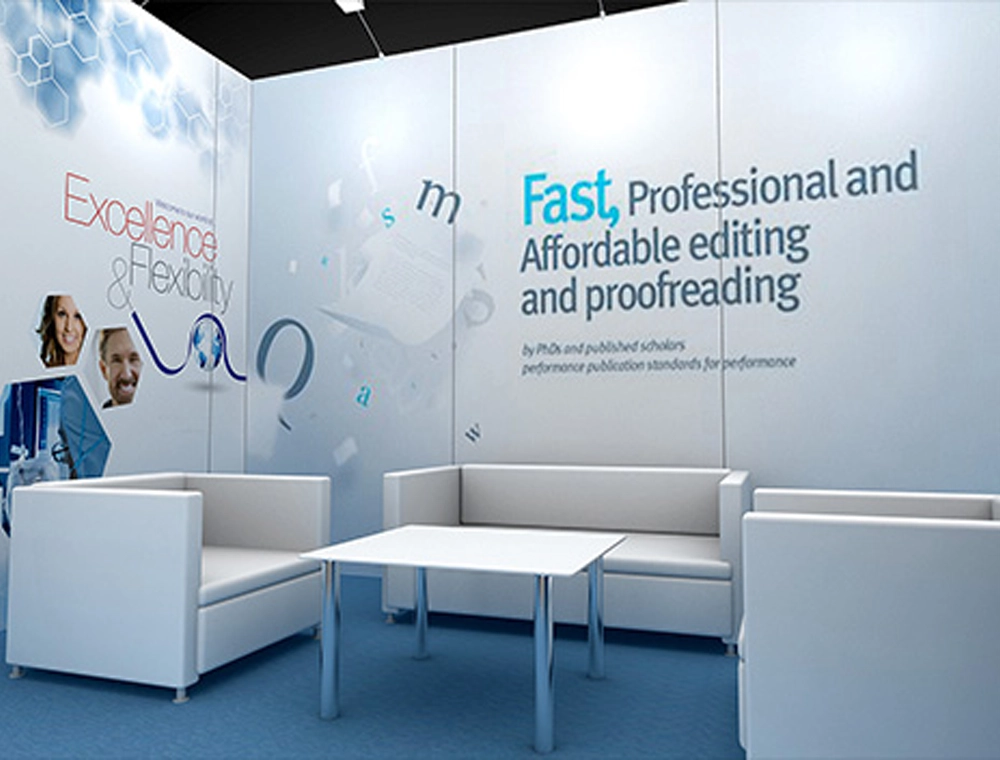 Excellence
& Flexibility
f
s
m
a
w
Fast, Professional and
Affordable editing
and proofreading
by PhDs and published scholars
performance publication standards for performance